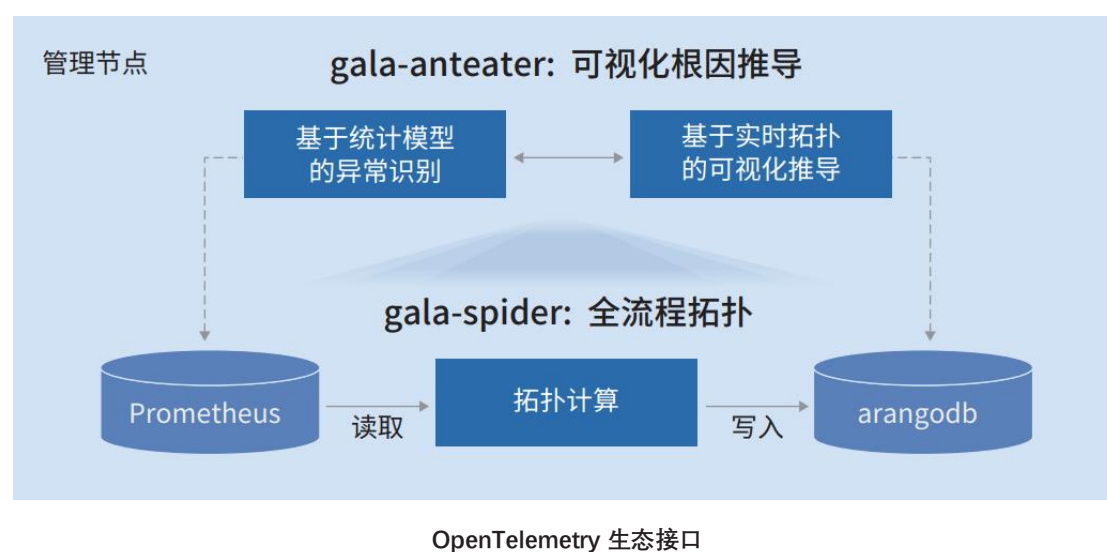 管理节点
gala-anteater: 可视化根因推导
基于统计模型
的异常识别
基于实时拓扑
的可视化推导
gala-spider: 全流程拓扑
Prometheus
读取
拓扑计算
写入
arangodb
OpenTelemetry 生态接口